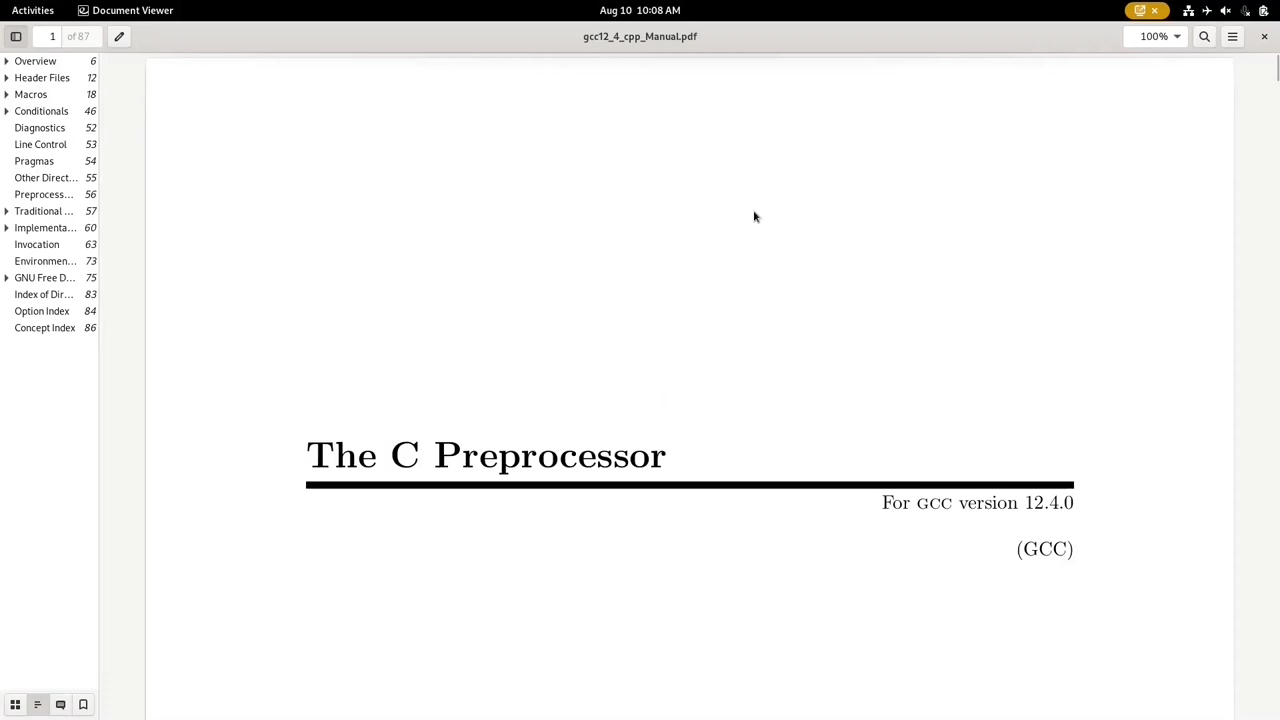 Activities Document Viewer Aug 10 10:08 AM
1 of 87 gcc12_4_cpp_Manual.pdf 100%
Overview 6
Header Files 12
Macros 18
Conditionals 46
Diagnostics 52
Line Control 53
Pragmas 54
Other Direct... 55
Preprocess... 56
Traditional ... 57
Implementa... 60
Invocation 63
Environmen... 73
GNU Free D... 75
Index of Dir... 83
Option Index 84
Concept Index 86
The C Preprocessor
For GCC version 12.4.0
(GCC)